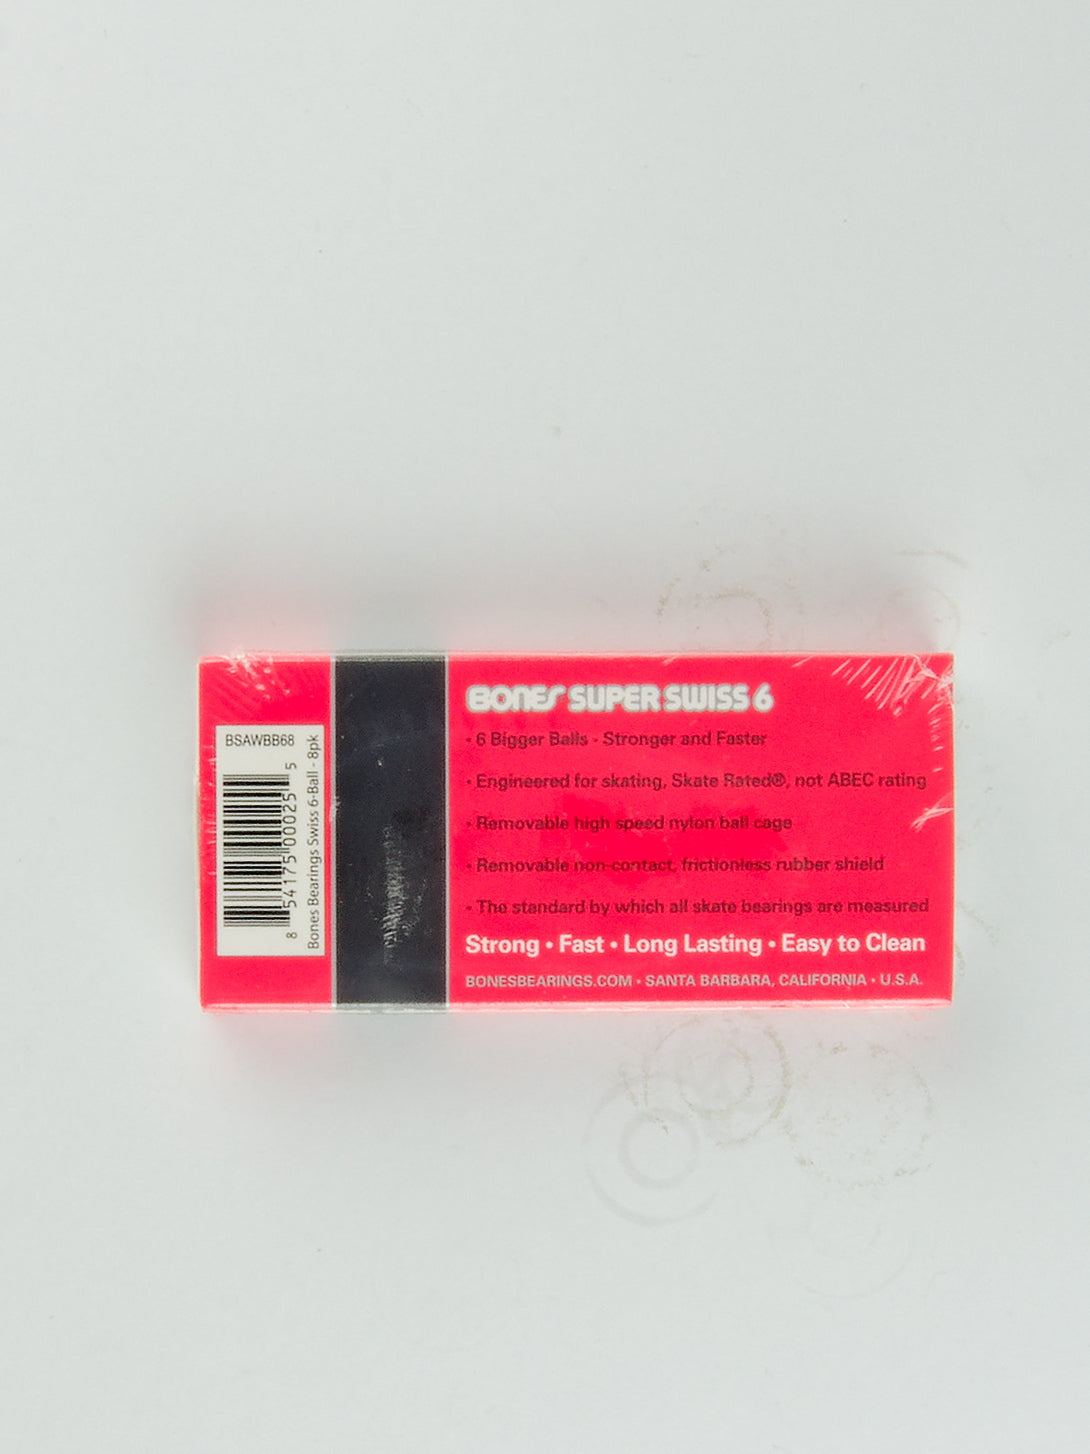 BSAWBB68
8 54175 00025 5
Bones Bearings Swiss 6-Ball - 8pk
BONES SUPER SWISS 6
• 6 Bigger Balls - Stronger and Faster
• Engineered for skating, Skate Rated®, not ABEC rating
• Removable high speed nylon ball cage
• Removable non-contact, frictionless rubber shield
• The standard by which all skate bearings are measured
Strong • Fast • Long Lasting • Easy to Clean
BONESBEARINGS.COM • SANTA BARBARA, CALIFORNIA • U.S.A.